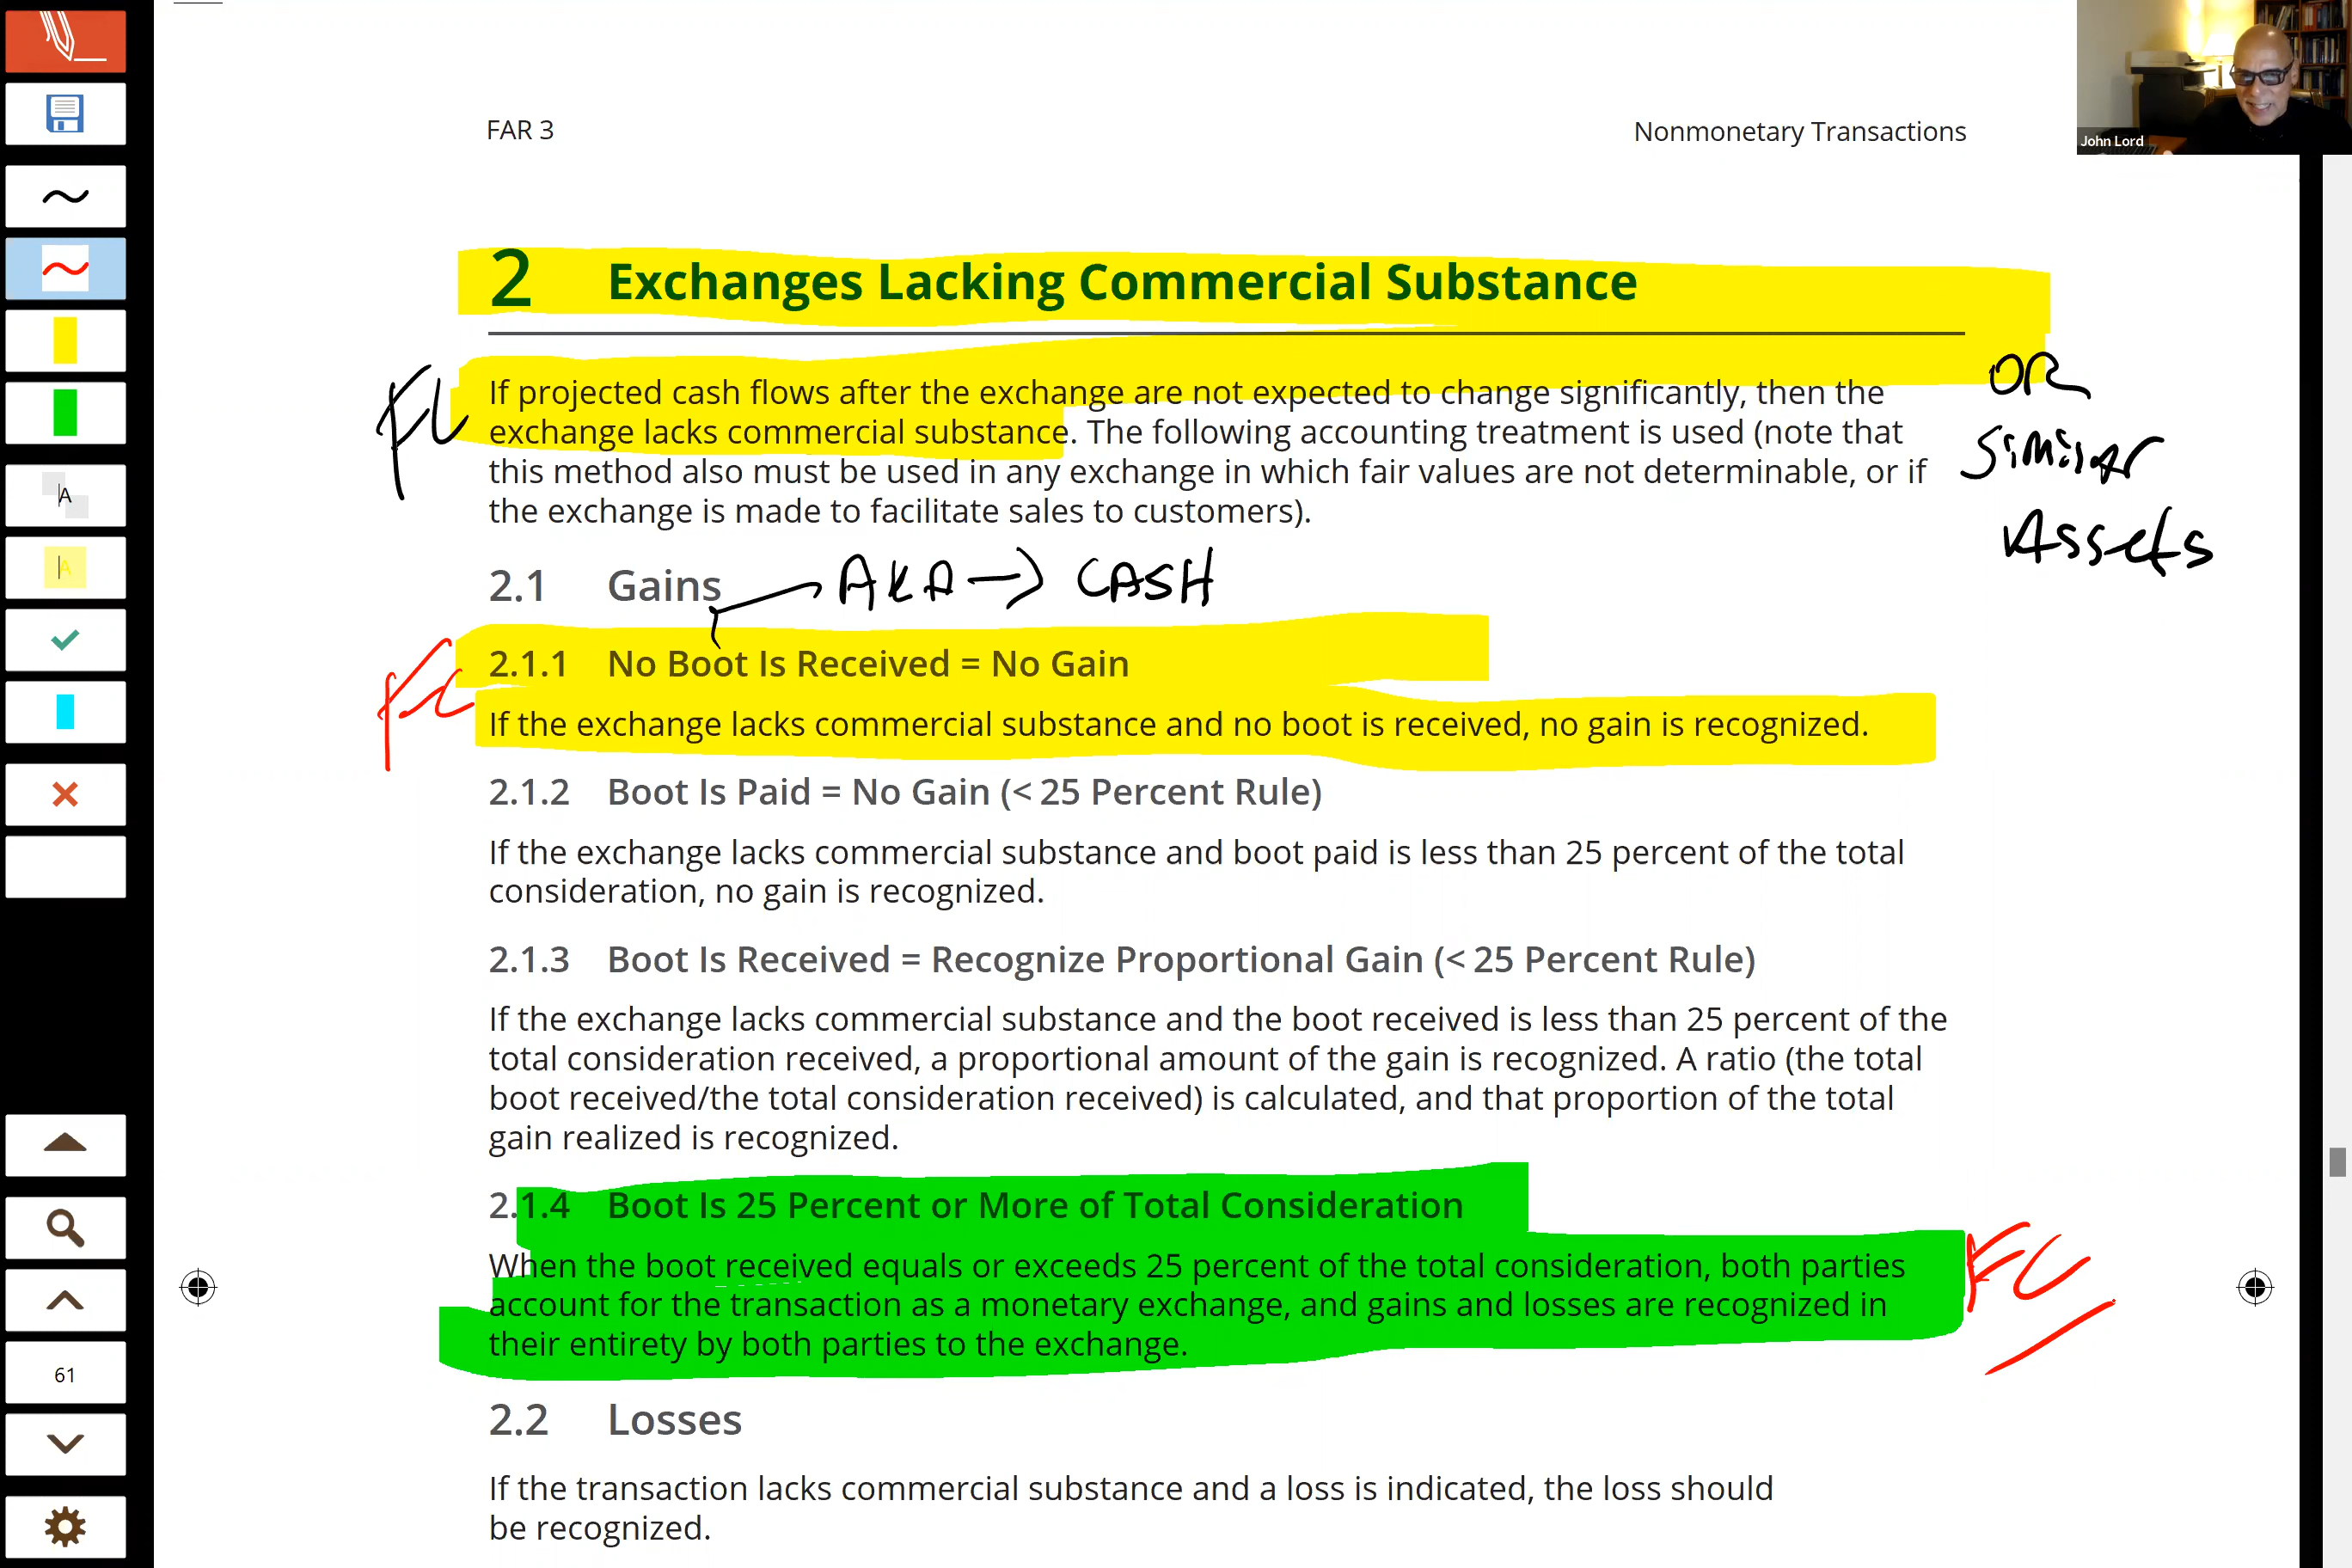 John Lord
FAR 3
Nonmonetary Transactions
2 Exchanges Lacking Commercial Substance
If projected cash flows after the exchange are not expected to change significantly, then the
exchange lacks commercial substance. The following accounting treatment is used (note that
this method also must be used in any exchange in which fair values are not determinable, or if
the exchange is made to facilitate sales to customers).
FC
OR
Similar
Assets
2.1 Gains
AKA → CASH
2.1.1 No Boot Is Received = No Gain
FC
If the exchange lacks commercial substance and no boot is received, no gain is recognized.
2.1.2 Boot Is Paid = No Gain (< 25 Percent Rule)
If the exchange lacks commercial substance and boot paid is less than 25 percent of the total
consideration, no gain is recognized.
2.1.3 Boot Is Received = Recognize Proportional Gain (< 25 Percent Rule)
If the exchange lacks commercial substance and the boot received is less than 25 percent of the
total consideration received, a proportional amount of the gain is recognized. A ratio (the total
boot received/the total consideration received) is calculated, and that proportion of the total
gain realized is recognized.
2.1.4 Boot Is 25 Percent or More of Total Consideration
When the boot received equals or exceeds 25 percent of the total consideration, both parties
account for the transaction as a monetary exchange, and gains and losses are recognized in
their entirety by both parties to the exchange.
FC
2.2 Losses
If the transaction lacks commercial substance and a loss is indicated, the loss should
be recognized.
A
A
61